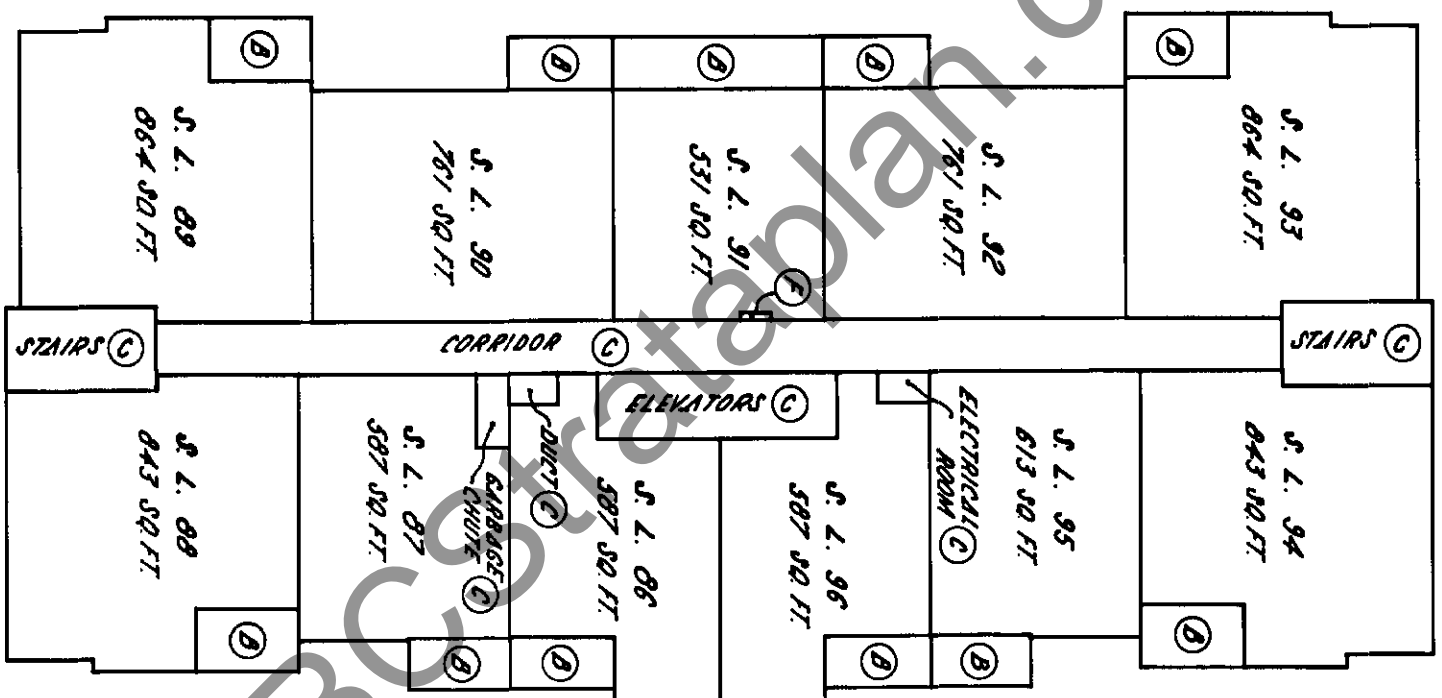 B
B
B
B
B
S. L. 89
864 SQ. FT.
S. L. 90
761 SQ. FT
S. L. 91
531 SQ. FT.
S. L. 92
761 SQ. FT.
S. L. 93
864 SQ. FT.
F
STAIRS C
CORRIDOR C
STAIRS C
ELEVATORS C
DUCT C
GARBAGE
CHUTE C
ELECTRICAL
ROOM C
S. L. 88
843 SQ. FT.
S. L. 87
587 SQ. FT.
S. L. 86
587 SQ. FT.
S. L. 96
587 SQ. FT.
S. L. 95
613 SQ. FT
S. L. 94
843 SQ. FT.
B
B
B
B
B
B
BCStrataplan.c